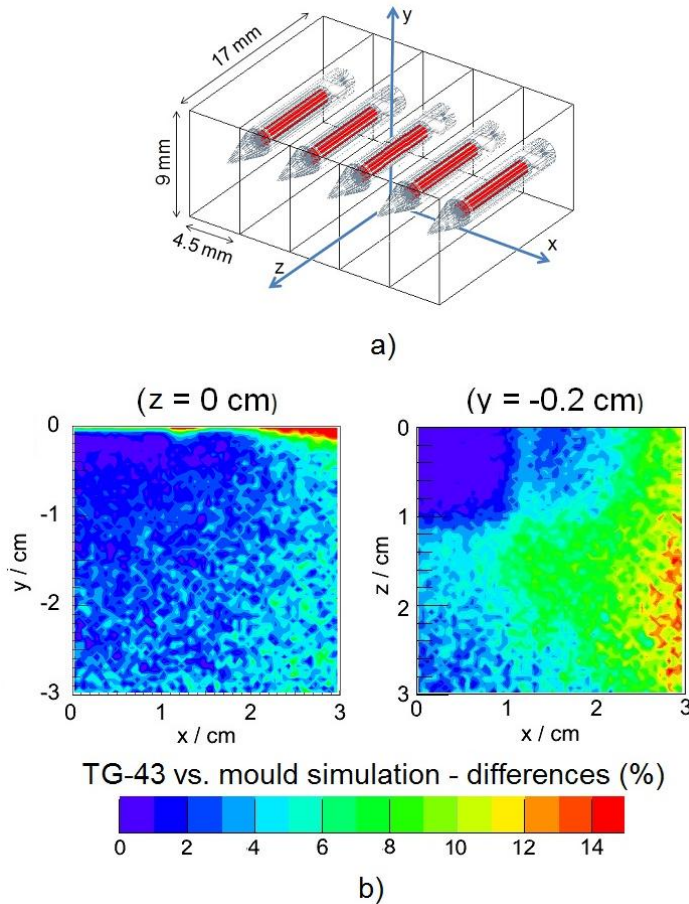 17 mm
y
9 mm
4.5 mm
z
x
a)
(z = 0 cm)
(y = -0.2 cm)
0
-1
-2
-3
y / cm
0 1 2 3
x / cm
0
1
2
3
z / cm
0 1 2 3
x / cm
TG-43 vs. mould simulation - differences (%)
0 2 4 6 8 10 12 14
b)